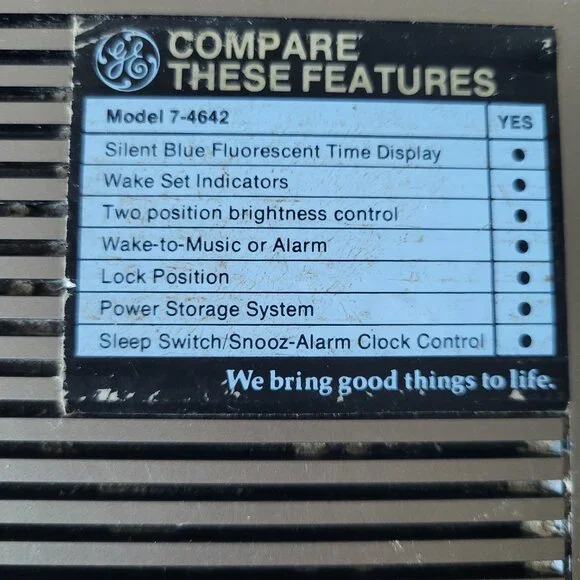 GE
COMPARE
THESE FEATURES
Model 7-4642 YES
Silent Blue Fluorescent Time Display •
Wake Set Indicators •
Two position brightness control •
Wake-to-Music or Alarm •
Lock Position •
Power Storage System •
Sleep Switch/Snooz-Alarm Clock Control •
We bring good things to life.